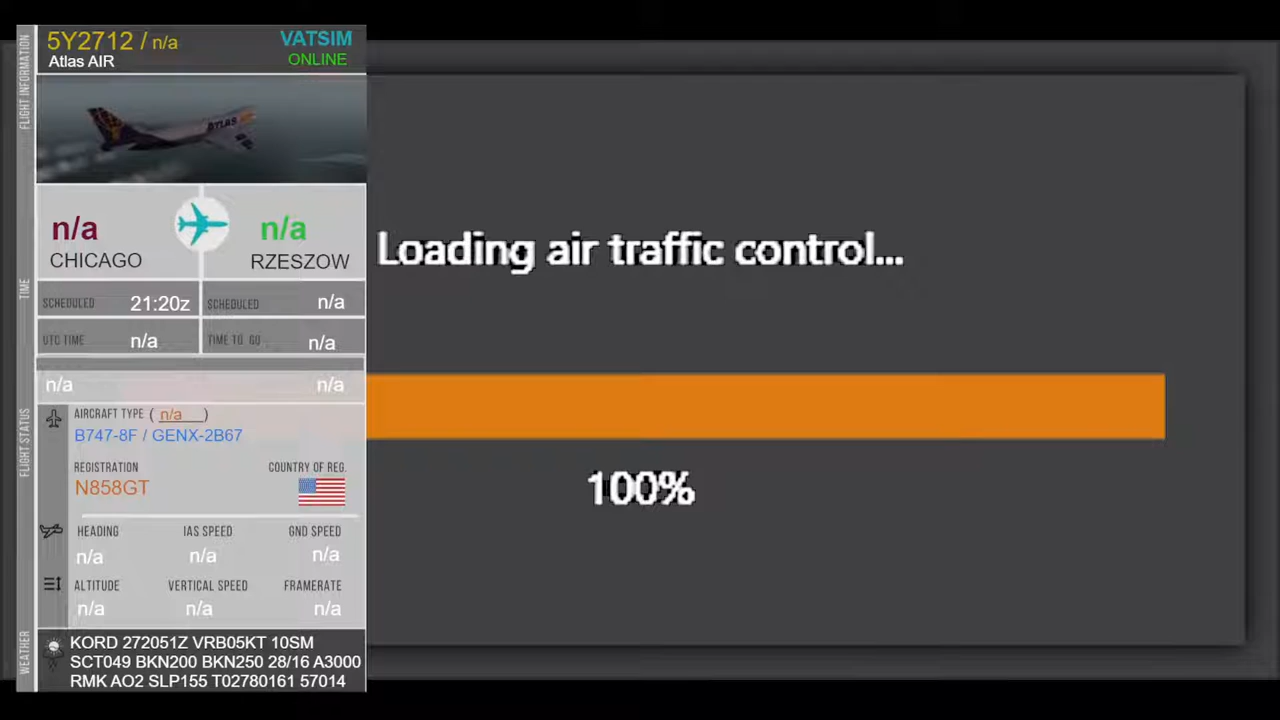 FLIGHT INFORMATION
5Y2712 / n/a
VATSIM
Atlas AIR
ONLINE
ATLAS AIR
n/a
n/a
CHICAGO
RZESZOW
TIME
SCHEDULED 21:20z
SCHEDULED n/a
UTC TIME n/a
TIME TO GO n/a
n/a
n/a
FLIGHT STATUS
AIRCRAFT TYPE ( n/a )
B747-8F / GENX-2B67
REGISTRATION
COUNTRY OF REG.
N858GT
HEADING
IAS SPEED
GND SPEED
n/a
n/a
n/a
ALTITUDE
VERTICAL SPEED
FRAMERATE
n/a
n/a
n/a
WEATHER
KORD 272051Z VRB05KT 10SM
SCT049 BKN200 BKN250 28/16 A3000
RMK AO2 SLP155 T02780161 57014
Loading air traffic control...
100%